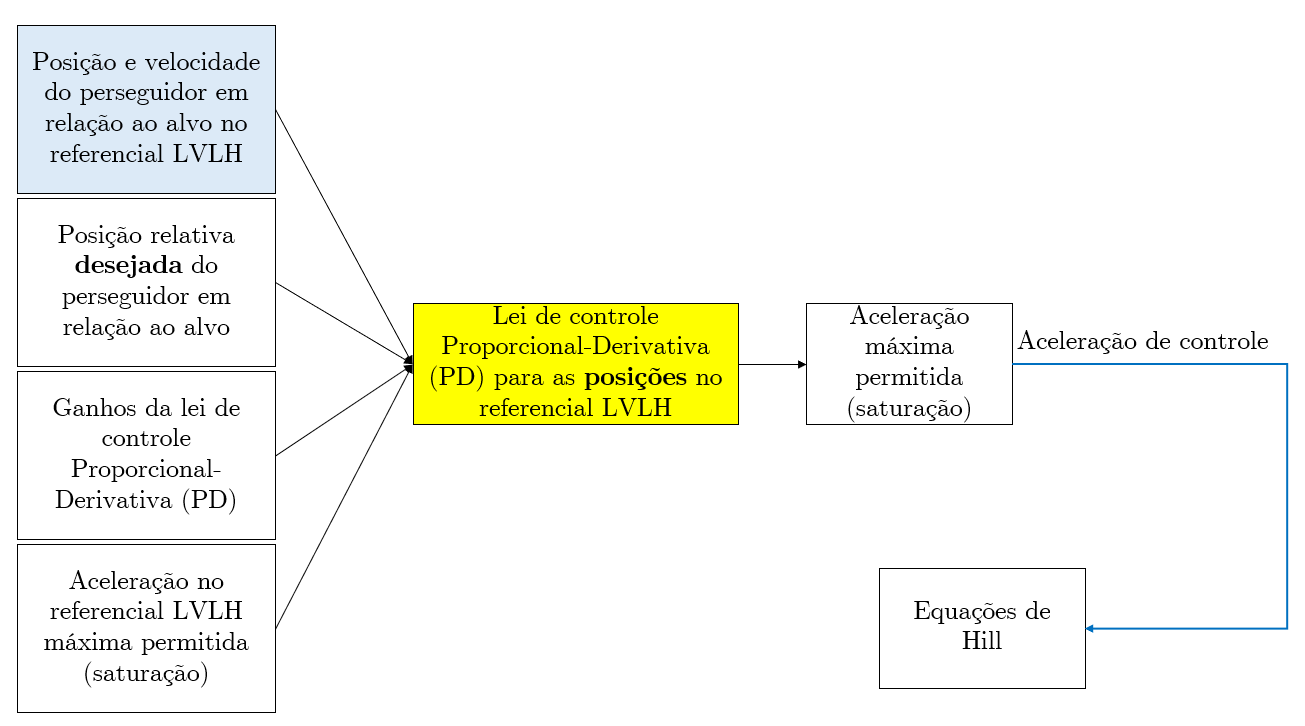 Posição e velocidade
do perseguidor em
relação ao alvo no
referencial LVLH
Posição relativa
desejada do
perseguidor em
relação ao alvo
Ganhos da lei de
controle
Proporcional-
Derivativa (PD)
Aceleração no
referencial LVLH
máxima permitida
(saturação)
Lei de controle
Proporcional-Derivativa
(PD) para as posições no
referencial LVLH
Aceleração
máxima
permitida
(saturação)
Aceleração de controle
Equações de
Hill